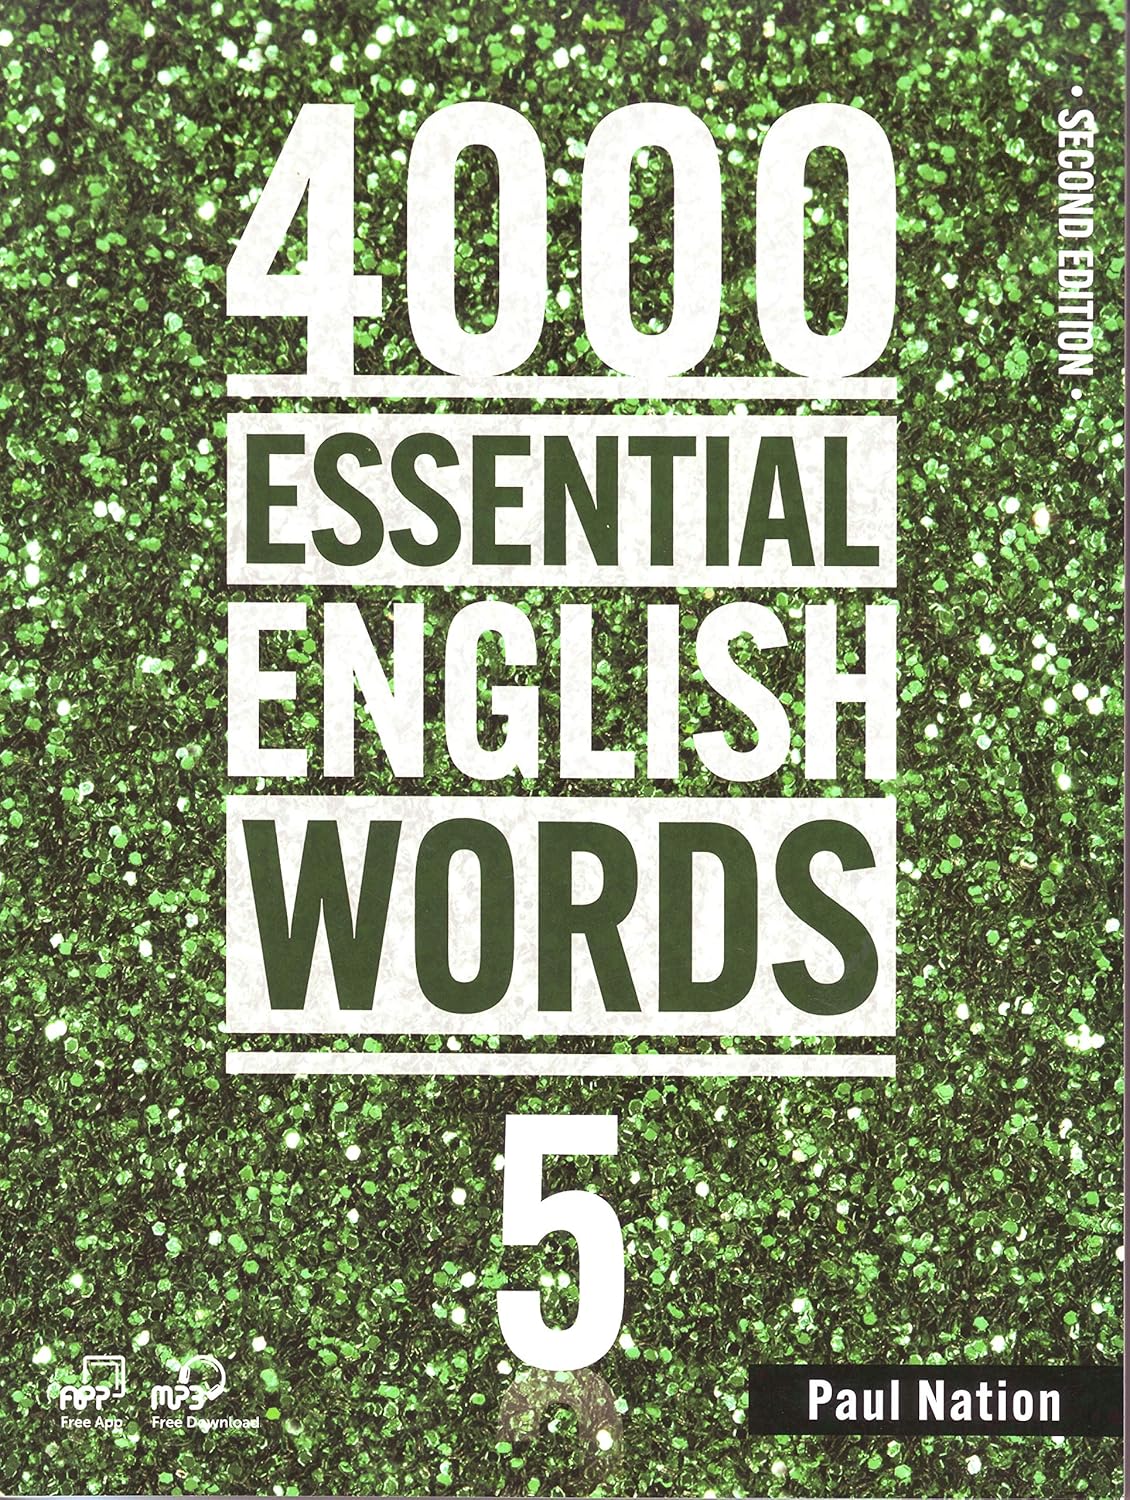 4000
ESSENTIAL
ENGLISH
WORDS
5
• SECOND EDITION •
APP
Free App
MP3
Free Download
Paul Nation